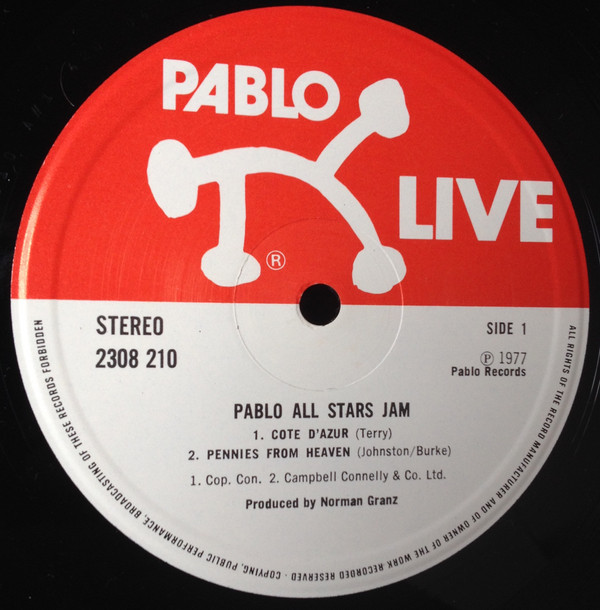 PABLO
LIVE
®
STEREO
2308 210
SIDE 1
Ⓟ 1977
Pablo Records
PABLO ALL STARS JAM
1. COTE D'AZUR (Terry)
2. PENNIES FROM HEAVEN (Johnston/Burke)
1. Cop. Con. 2. Campbell Connelly & Co. Ltd.
Produced by Norman Granz
ALL RIGHTS OF THE RECORD MANUFACTURER AND OF OWNER OF THE WORK RECORDED RESERVED · COPYING, PUBLIC PERFORMANCE, BROADCASTING OF THESE RECORDS FORBIDDEN